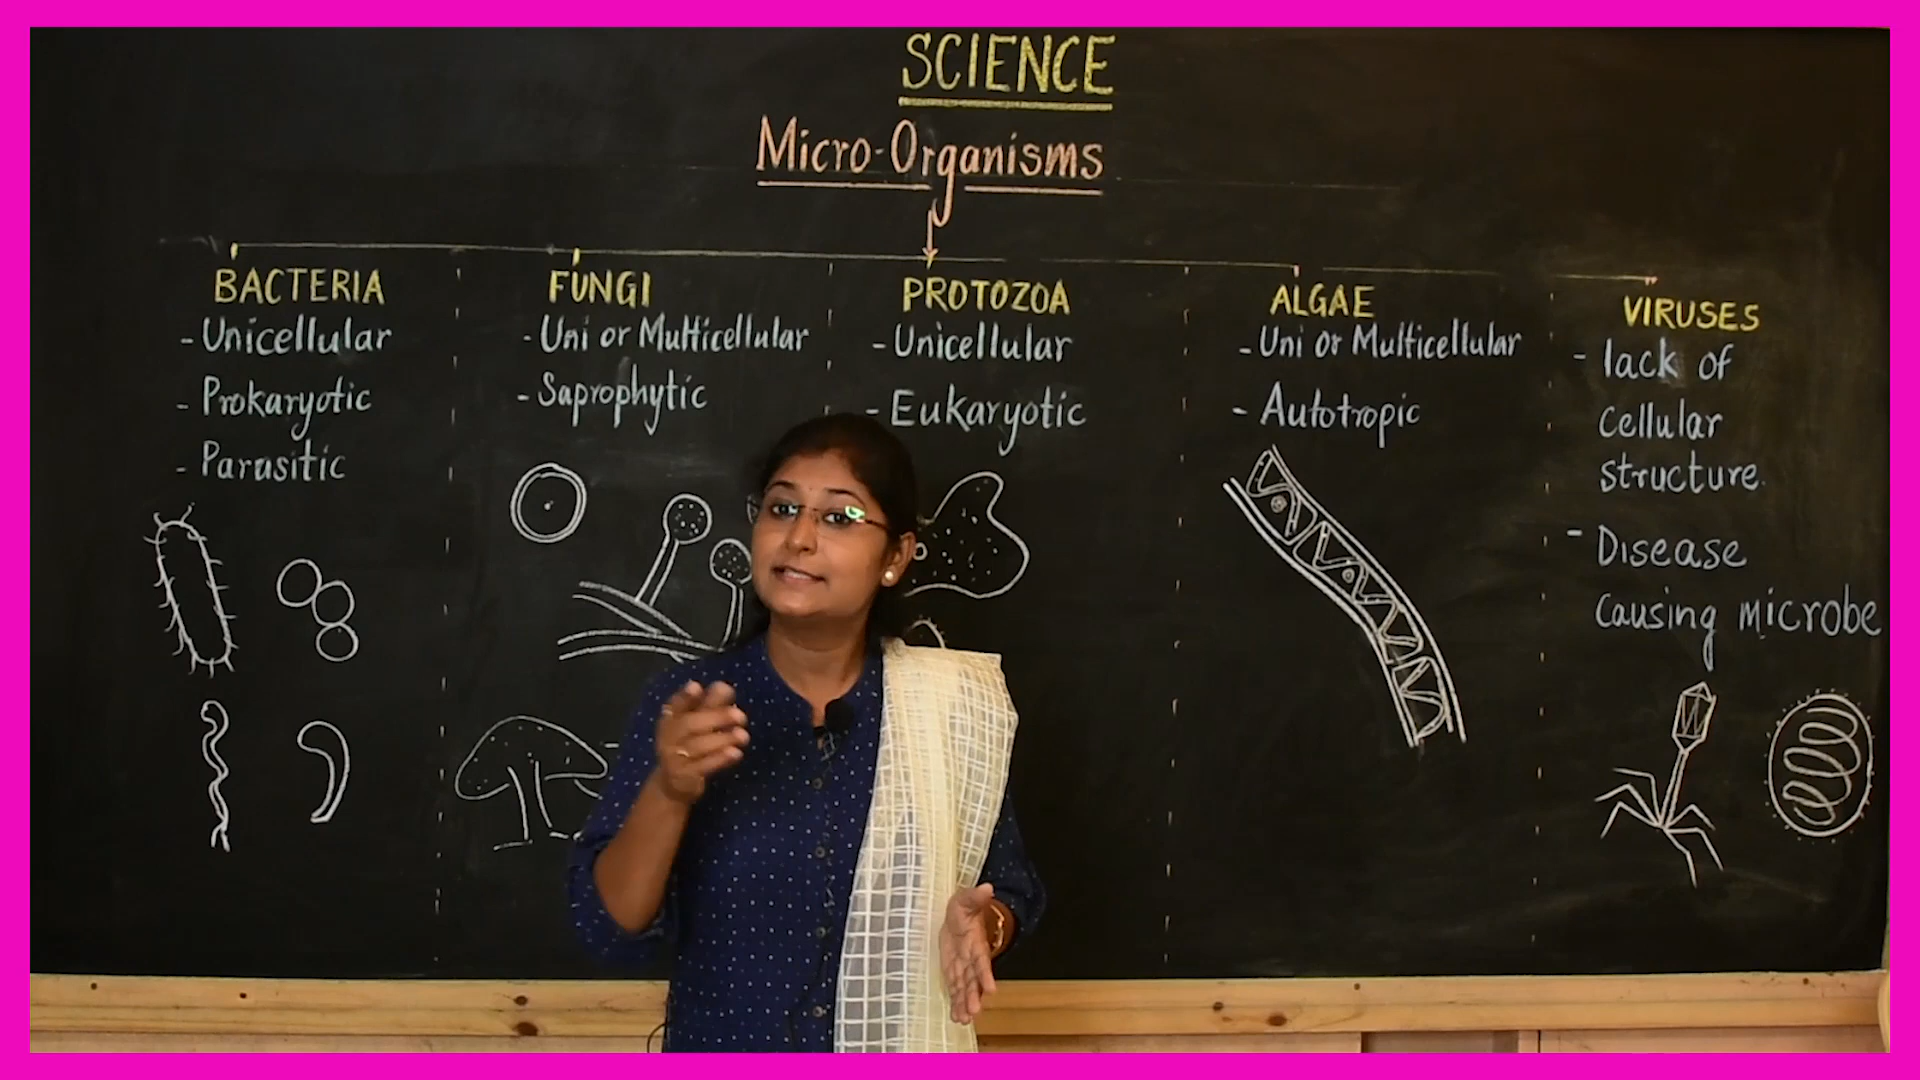 SCIENCE
Micro-Organisms
BACTERIA
- Unicellular
- Prokaryotic
- Parasitic
FUNGI
- Uni or Multicellular
- Saprophytic
PROTOZOA
- Unicellular
- Eukaryotic
ALGAE
- Uni or Multicellular
- Autotropic
VIRUSES
- lack of
cellular
structure.
- Disease
causing microbe